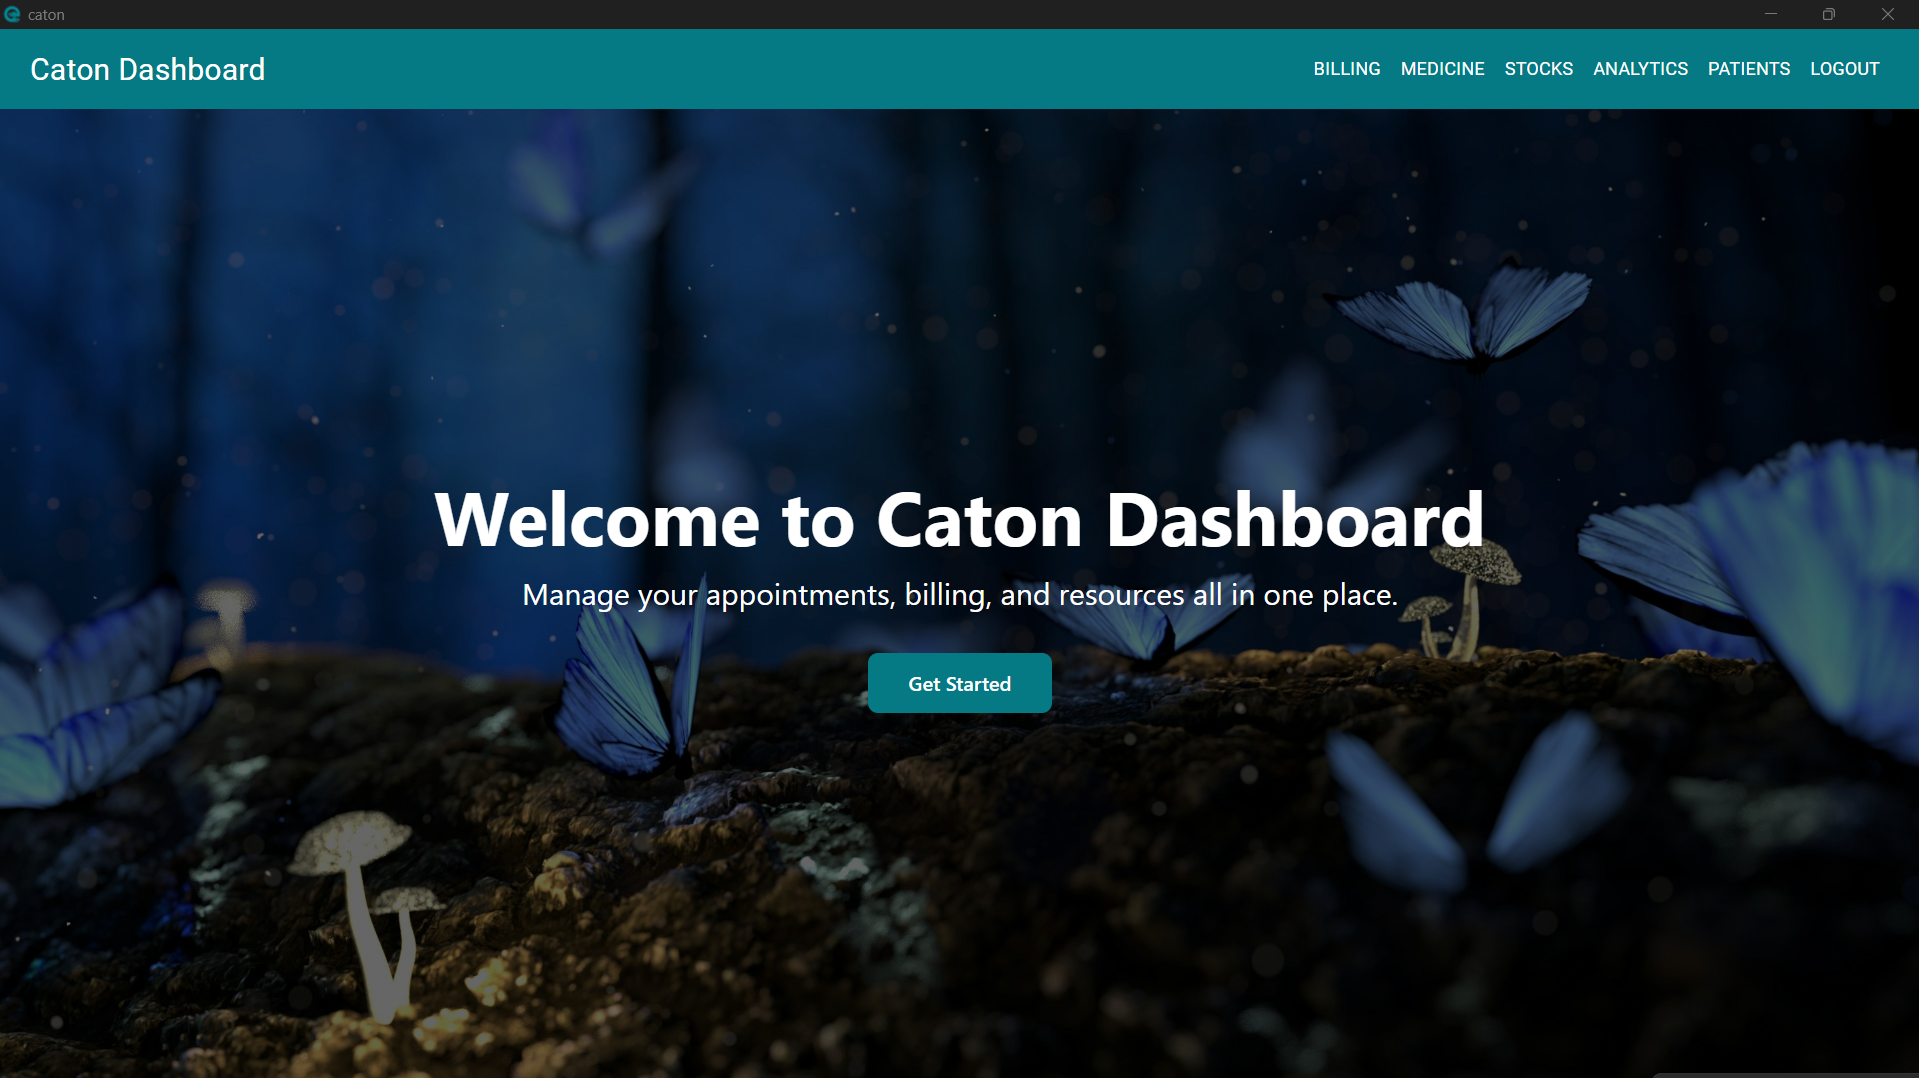 caton
Caton Dashboard
BILLING MEDICINE STOCKS ANALYTICS PATIENTS LOGOUT
Welcome to Caton Dashboard
Manage your appointments, billing, and resources all in one place.
Get Started